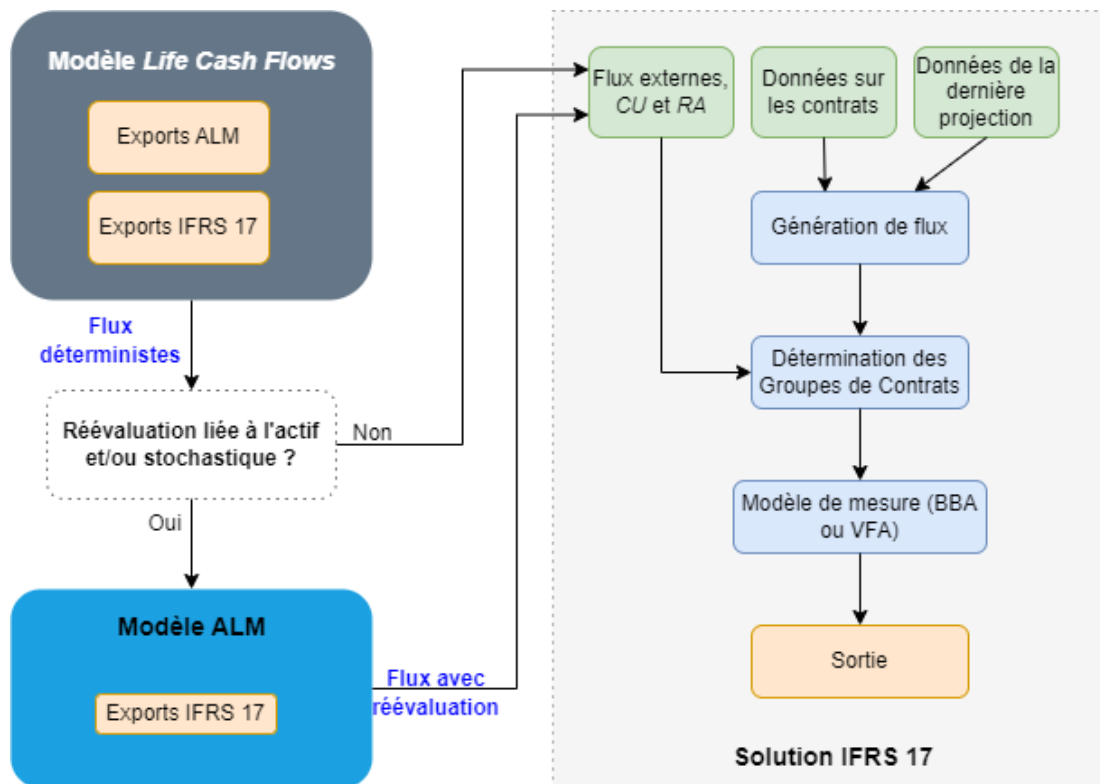 Modèle Life Cash Flows
Exports ALM
Exports IFRS 17
Flux
déterministes
Réévaluation liée à l'actif
et/ou stochastique ?
Non
Oui
Modèle ALM
Exports IFRS 17
Flux avec
réévaluation
Flux externes,
CU et RA
Données sur
les contrats
Données de la
dernière
projection
Génération de flux
Détermination des
Groupes de Contrats
Modèle de mesure (BBA
ou VFA)
Sortie
Solution IFRS 17